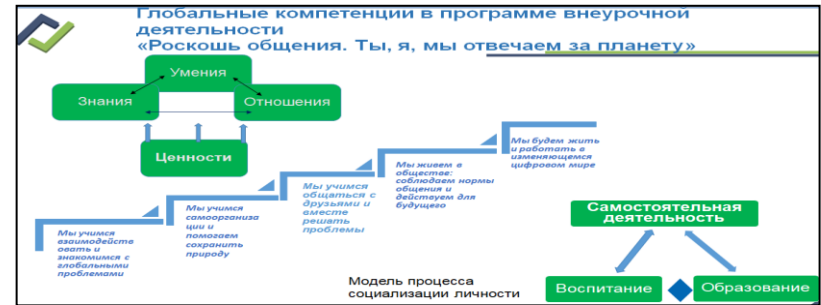 Глобальные компетенции в программе внеурочной
деятельности
«Роскошь общения. Ты, я, мы отвечаем за планету»
Умения
Знания
Отношения
Ценности
Мы учимся
взаимодейств
овать и
знакомимся с
глобальными
проблемами
Мы учимся
самоорганиза
ции и
помогаем
сохранить
природу
Мы учимся
общаться с
друзьями и
вместе
решать
проблемы
Мы живем в
обществе:
соблюдаем нормы
общения и
действуем для
будущего
Мы будем жить
и работать в
изменяющемся
цифровом мире
Самостоятельная
деятельность
Воспитание
Образование
Модель процесса
социализации личности